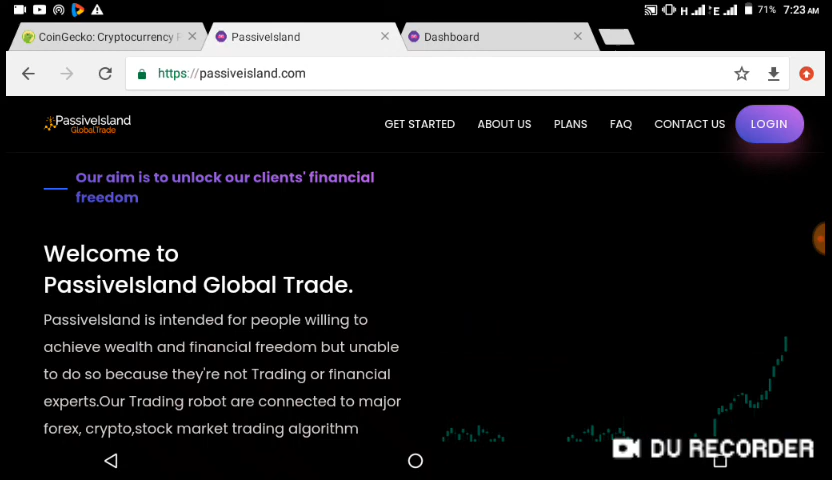 71% 7:23 AM
CoinGecko: Cryptocurrency
PassiveIsland
Dashboard
https://passiveisland.com
PassiveIsland
GlobalTrade
GET STARTED
ABOUT US
PLANS
FAQ
CONTACT US
LOGIN
Our aim is to unlock our clients' financial
freedom
Welcome to
PassiveIsland Global Trade.
PassiveIsland is intended for people willing to
achieve wealth and financial freedom but unable
to do so because they're not Trading or financial
experts.Our Trading robot are connected to major
forex, crypto,stock market trading algorithm
DU RECORDER